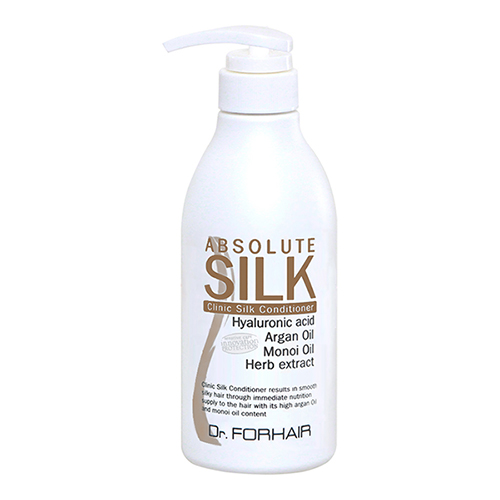 ABSOLUTE
SILK
Clinic Silk Conditioner
Hyaluronic acid
Argan Oil
Monoi Oil
Herb extract
Clinic Silk Conditioner results in smooth
silky hair through immediate nutrition
supply to the hair with its high argan Oil
and monoi oil content
Dr. FORHAIR